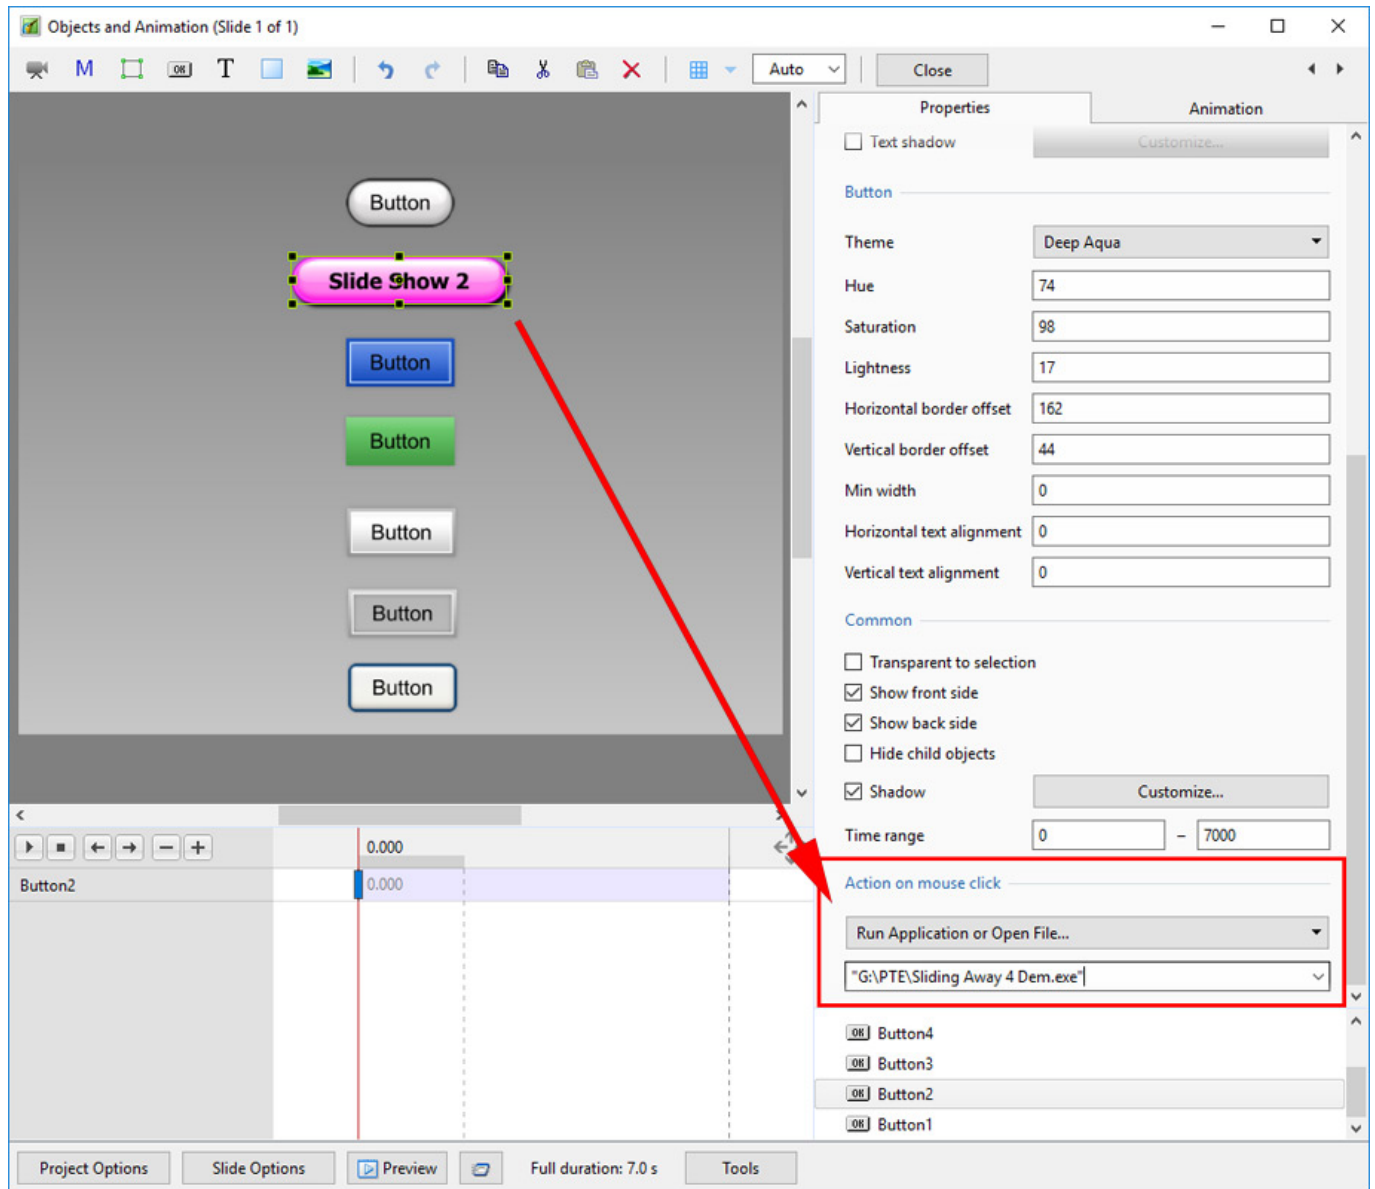 Objects and Animation (Slide 1 of 1)
M OK T Auto Close
Properties Animation
Text shadow Customize...
Button
Theme Deep Aqua
Hue 74
Saturation 98
Lightness 17
Horizontal border offset 162
Vertical border offset 44
Min width 0
Horizontal text alignment 0
Vertical text alignment 0
Common
Transparent to selection
Show front side
Show back side
Hide child objects
Shadow Customize...
Time range 0 – 7000
Action on mouse click
Run Application or Open File...
"G:\PTE\Sliding Away 4 Dem.exe"
OK Button4
OK Button3
OK Button2
OK Button1
Button
Slide Show 2
Button
Button
Button
Button
Button
0.000
Button2 0.000
Project Options Slide Options Preview Full duration: 7.0 s Tools